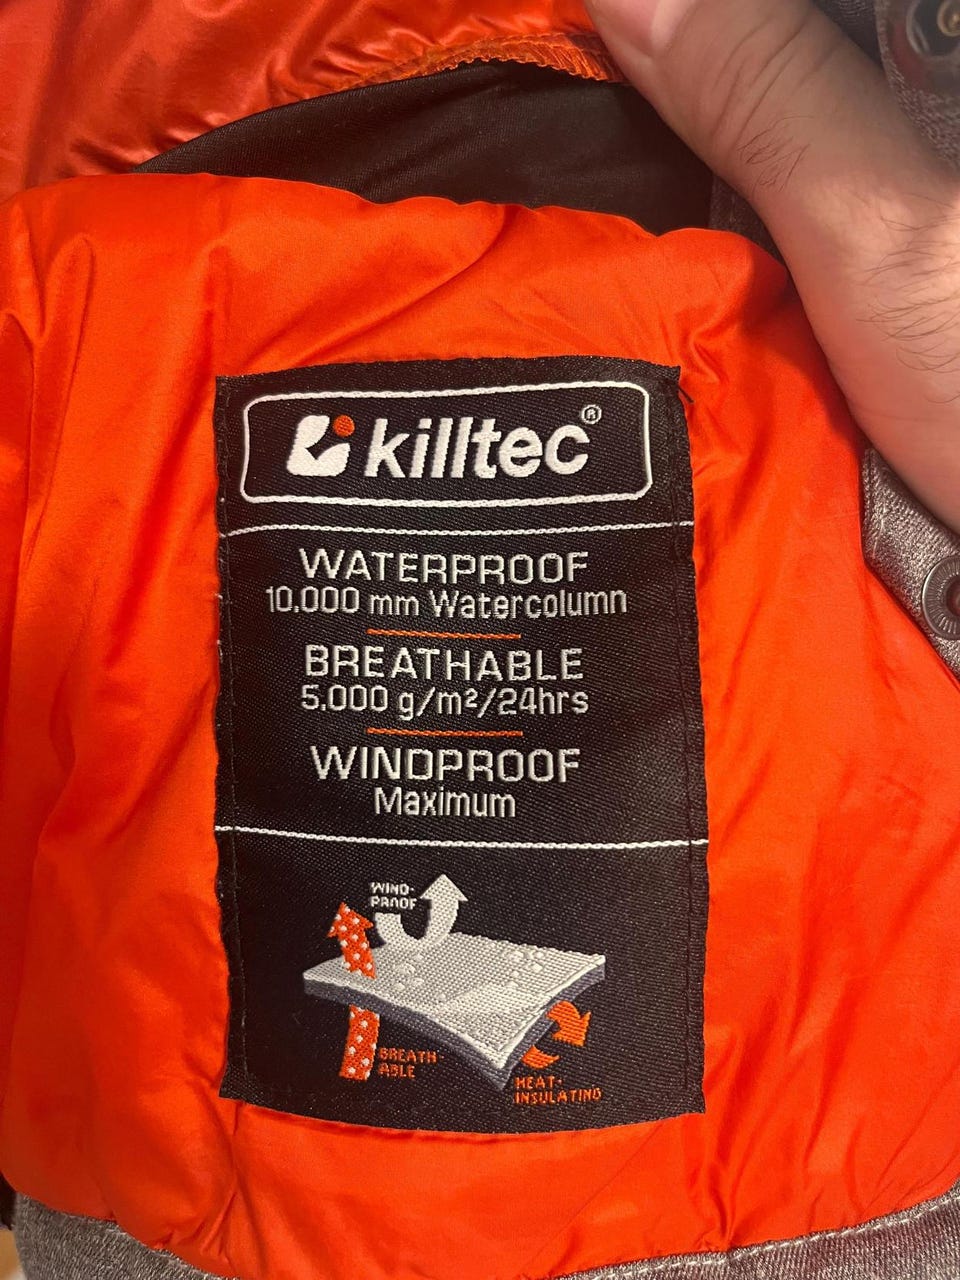 killtec®
WATERPROOF
10.000 mm Watercolumn
BREATHABLE
5.000 g/m²/24hrs
WINDPROOF
Maximum
WIND-
PROOF
BREATH-
ABLE
HEAT-
INSULATING